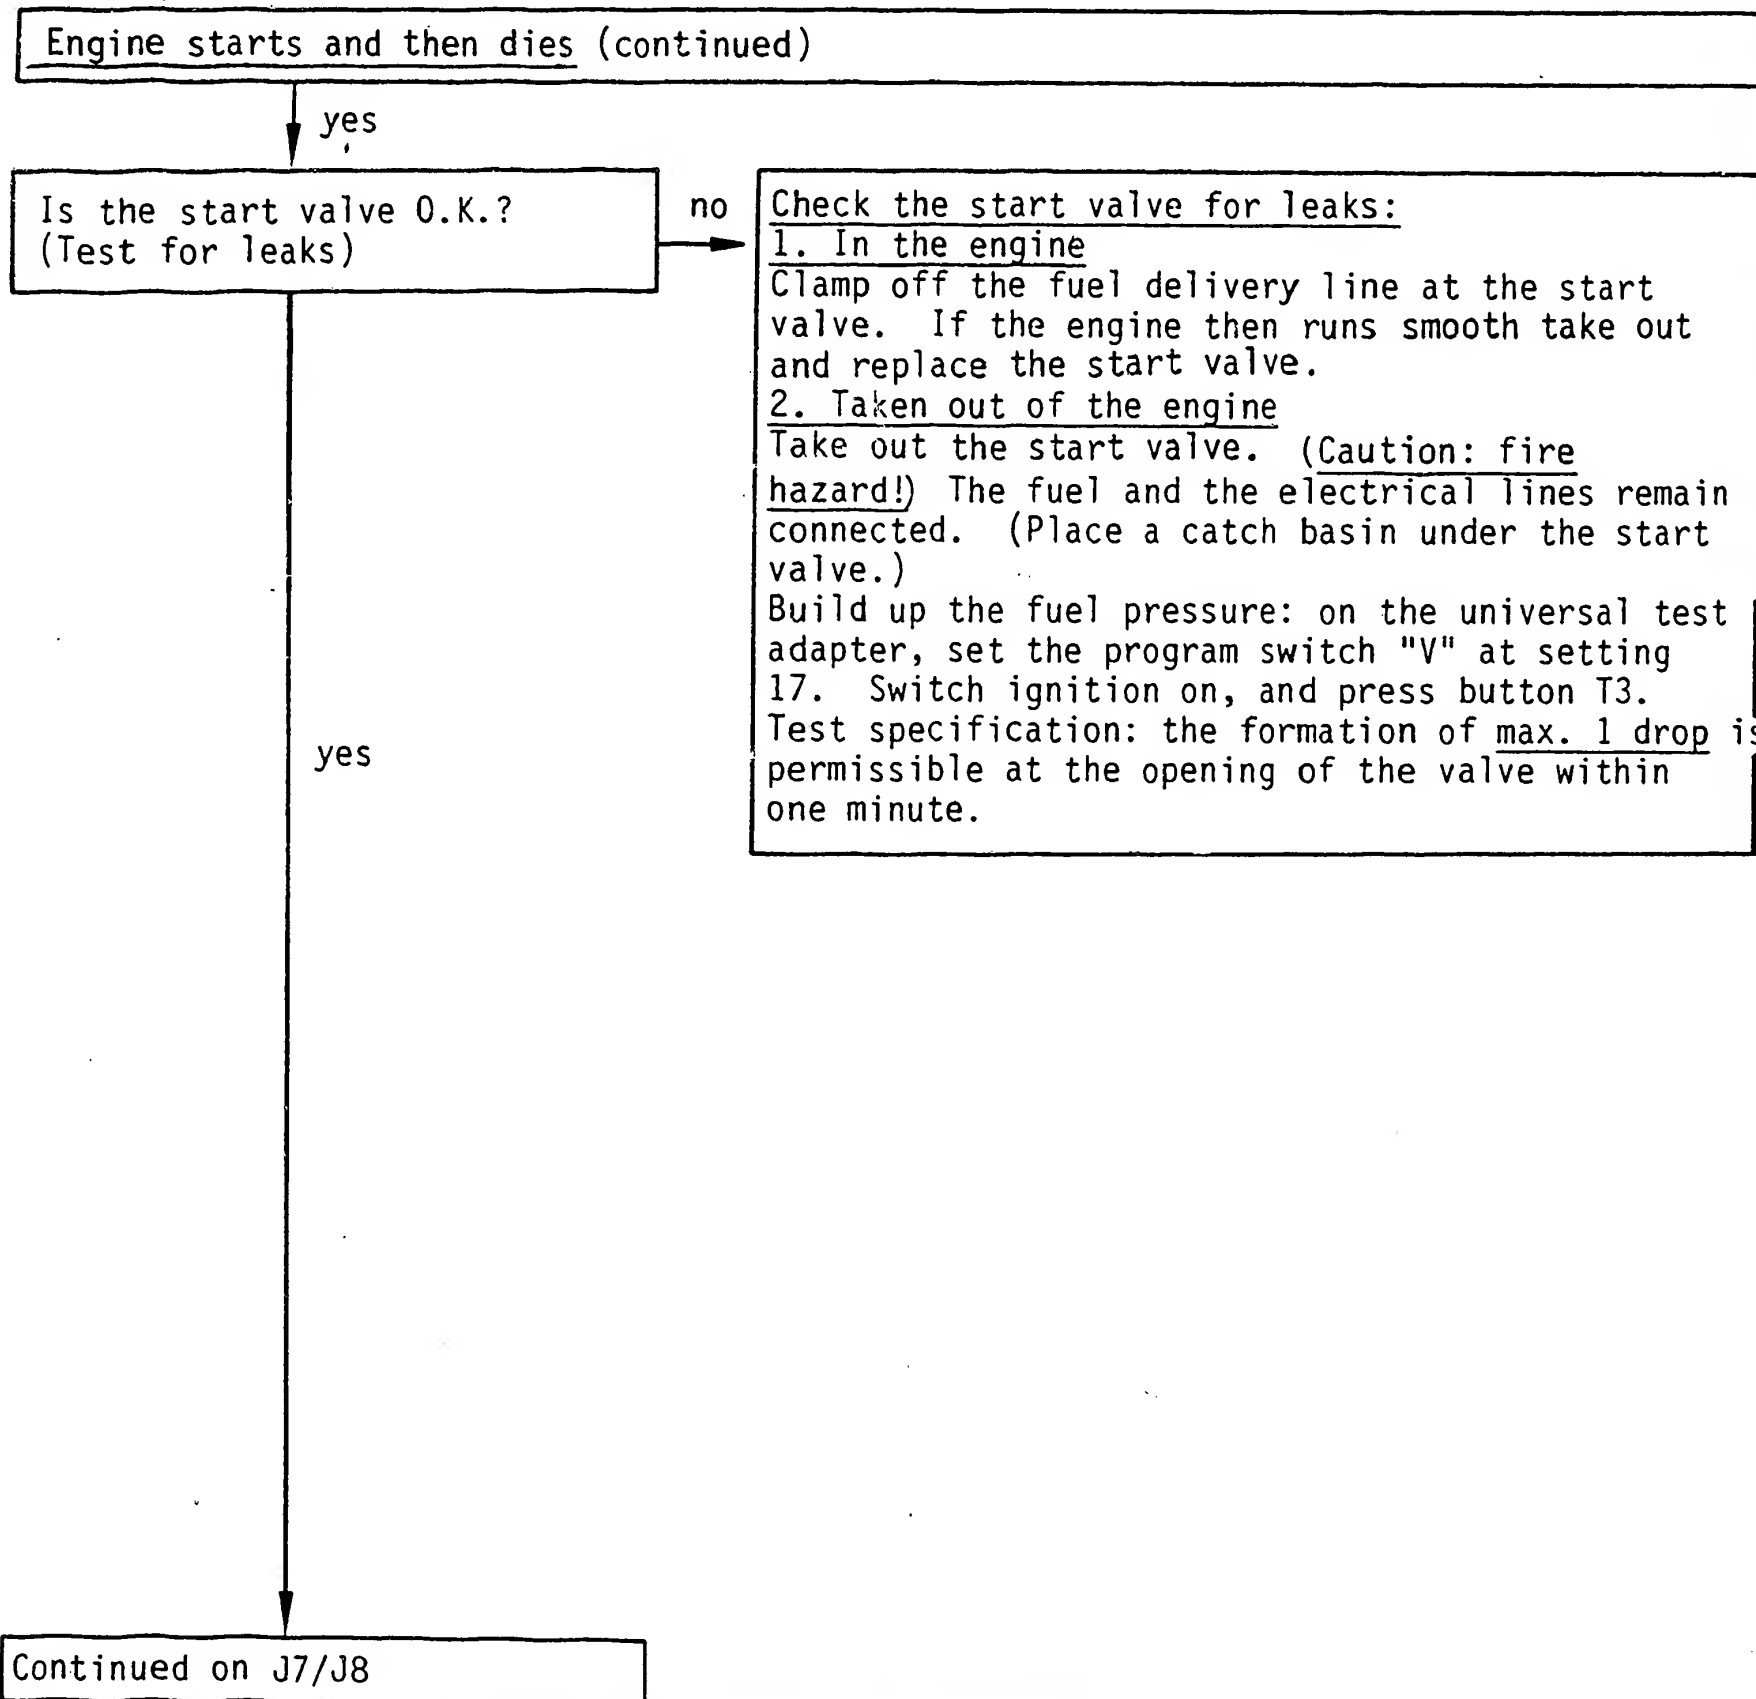 Engine starts and then dies (continued)
yes
Is the start valve O.K.?
(Test for leaks)
no
Check the start valve for leaks:
1. In the engine
Clamp off the fuel delivery line at the start
valve. If the engine then runs smooth take out
and replace the start valve.
2. Taken out of the engine
Take out the start valve. (Caution: fire
hazard!) The fuel and the electrical lines remain
connected. (Place a catch basin under the start
valve.)
Build up the fuel pressure: on the universal test
adapter, set the program switch "V" at setting
17. Switch ignition on, and press button T3.
Test specification: the formation of max. 1 drop is
permissible at the opening of the valve within
one minute.
yes
Continued on J7/J8